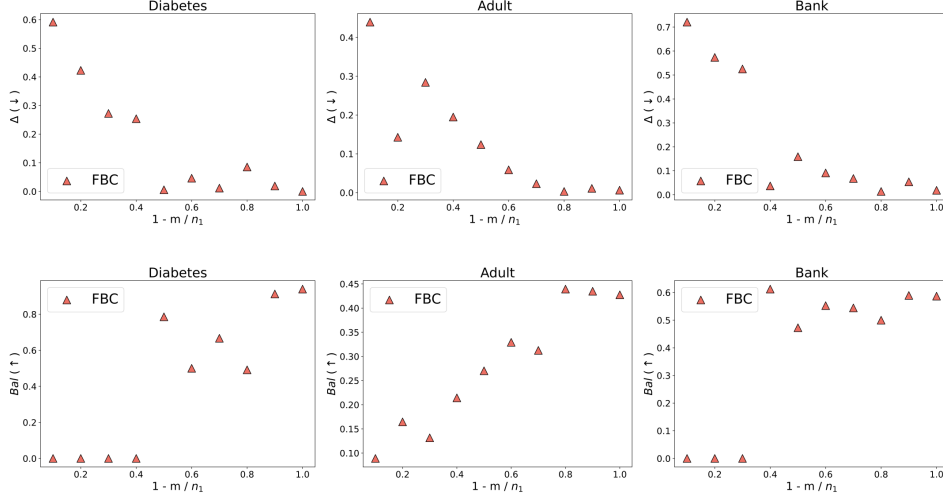 Diabetes
Adult
Bank
0.6
0.5
0.4
0.3
0.2
0.1
0.0
Δ (↓)
FBC
0.2
0.4
0.6
0.8
1.0
1 - m / n₁
0.4
0.3
0.2
0.1
0.0
Δ (↓)
FBC
0.2
0.4
0.6
0.8
1.0
1 - m / n₁
0.7
0.6
0.5
0.4
0.3
0.2
0.1
0.0
Δ (↓)
FBC
0.2
0.4
0.6
0.8
1.0
1 - m / n₁
Diabetes
Adult
Bank
0.8
0.6
0.4
0.2
0.0
Bal (↑)
FBC
0.2
0.4
0.6
0.8
1.0
1 - m / n₁
0.45
0.40
0.35
0.30
0.25
0.20
0.15
0.10
Bal (↑)
FBC
0.2
0.4
0.6
0.8
1.0
1 - m / n₁
0.6
0.5
0.4
0.3
0.2
0.1
0.0
Bal (↑)
FBC
0.2
0.4
0.6
0.8
1.0
1 - m / n₁